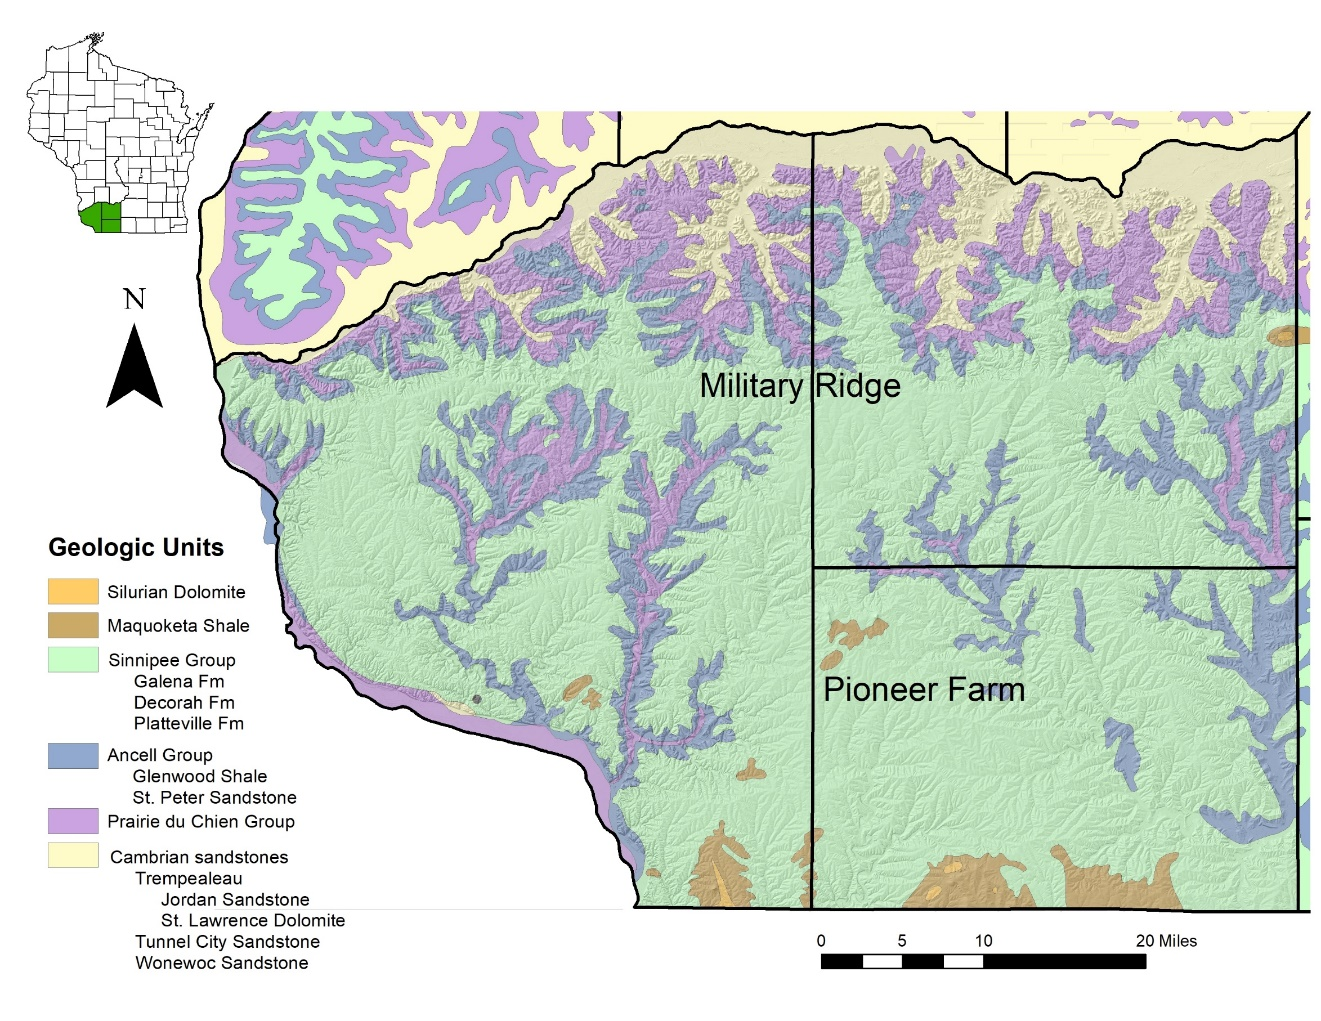 N
Military Ridge
Pioneer Farm
Geologic Units
Silurian Dolomite
Maquoketa Shale
Sinnipee Group
Galena Fm
Decorah Fm
Platteville Fm
Ancell Group
Glenwood Shale
St. Peter Sandstone
Prairie du Chien Group
Cambrian sandstones
Trempealeau
Jordan Sandstone
St. Lawrence Dolomite
Tunnel City Sandstone
Wonewoc Sandstone
0 5 10 20 Miles